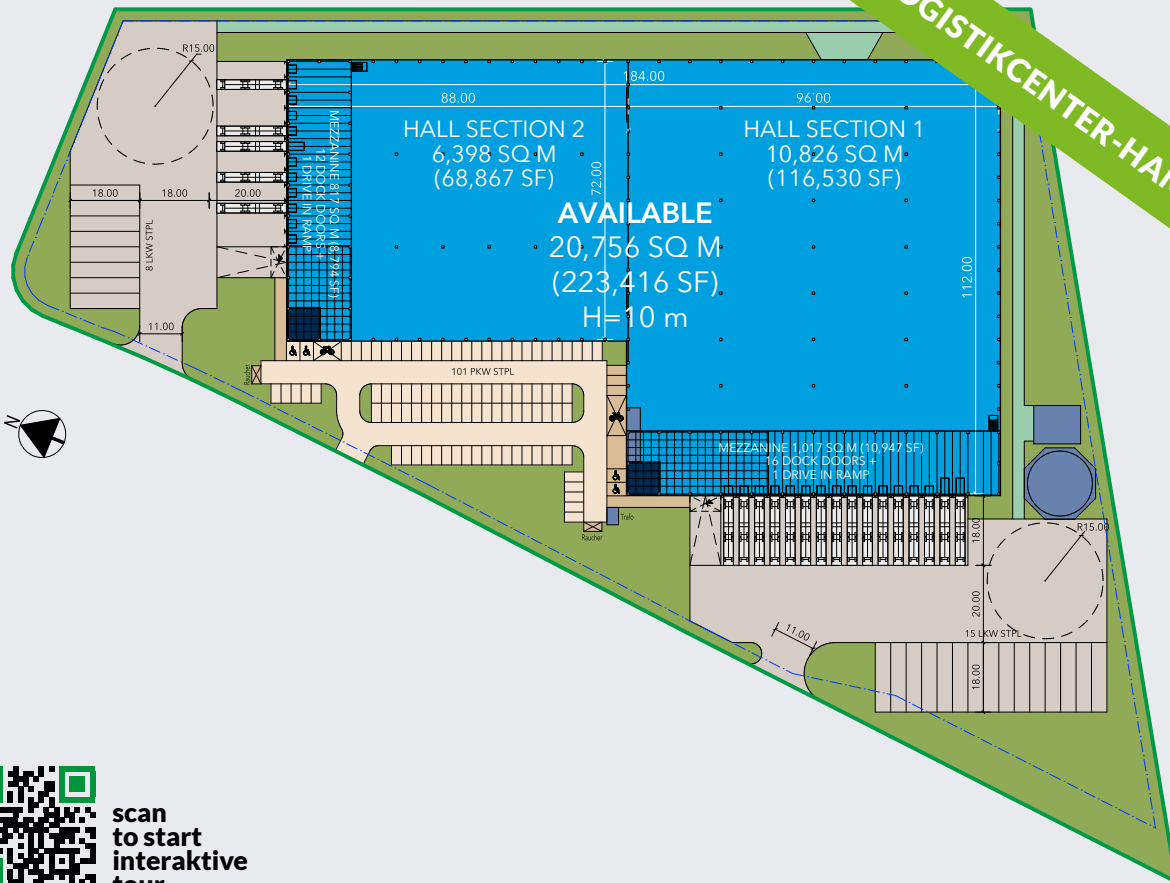 LOGISTIKCENTER-HA
R15.00
184.00
88.00
96.00
HALL SECTION 2
6,398 SQ M
(68,867 SF)
HALL SECTION 1
10,826 SQ M
(116,530 SF)
72.00
MEZZANINE 817 SQ M (8,794 SF)
12 DOCK DOORS +
1 DRIVE IN RAMP
18.00
18.00
20.00
8 LKW STPL
AVAILABLE
20,756 SQ M
(223,416 SF)
H=10 m
112.00
11.00
Raucher
101 PKW STPL
N
MEZZANINE 1,017 SQ M (10,947 SF)
16 DOCK DOORS +
1 DRIVE IN RAMP
Trafo
Raucher
18.00
R15.00
20.00
11.00
15 LKW STPL
18.00
scan
to start
interaktive
tour